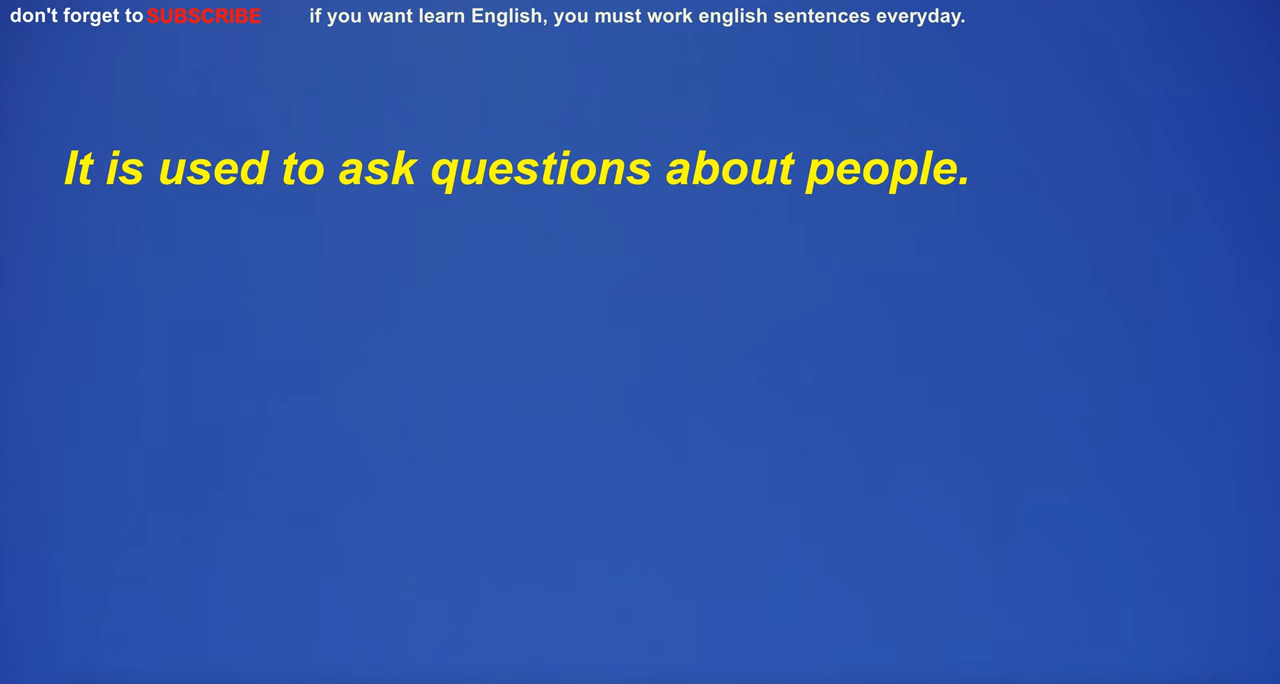 don't forget to SUBSCRIBE if you want learn English, you must work english sentences everyday.
It is used to ask questions about people.